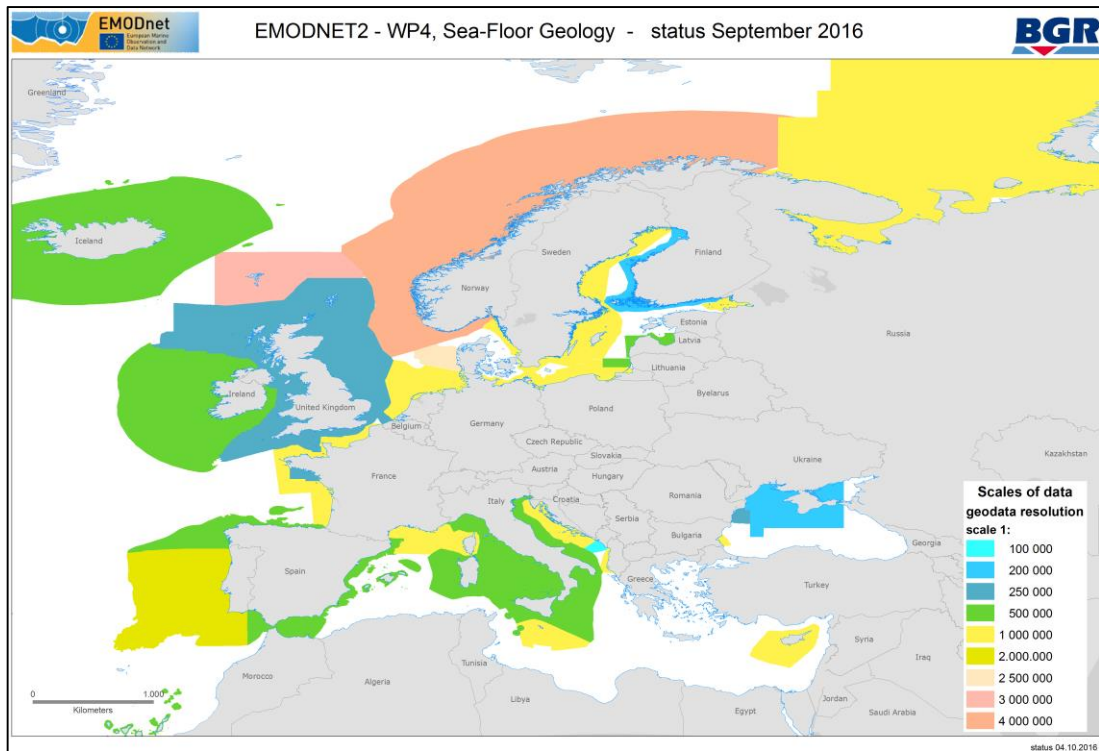 EMODnet
European Marine
Observation and
Data Network
EMODNET2 - WP4, Sea-Floor Geology - status September 2016
BGR
Greenland
Iceland
Sweden
Finland
Norway
Russia
Estonia
Latvia
Lithuania
Byelarus
Ireland
United Kingdom
Poland
Germany
Belgium
Czech Republic
Ukraine
Kazakhstan
Slovakia
France
Austria
Hungary
Romania
Italy
Croatia
Serbia
Bulgaria
Georgia
Spain
Greece
Turkey
Syria
Iraq
Tunisia
Morocco
Algeria
Libya
Egypt
Jordan
Saudi Arabia
Scales of data
geodata resolution
scale 1:
100 000
200 000
250 000
500 000
1 000 000
2.000.000
2 500 000
3 000 000
4 000 000
0 1.000
Kilometers
status 04.10.2016